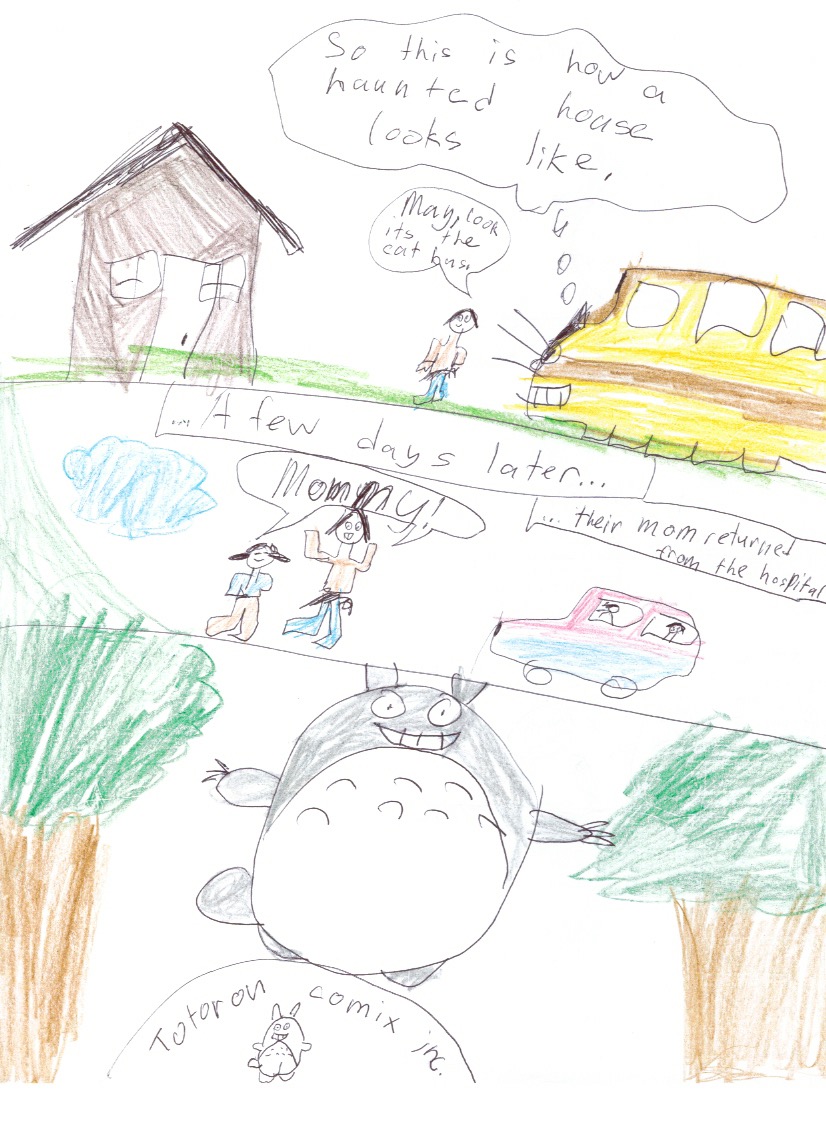 So this is how a
haunted house
looks like,
May, look
its the
cat bus.
... A few days later...
Mommy!
... their mom returned
from the hospital
Totoron comix inc.